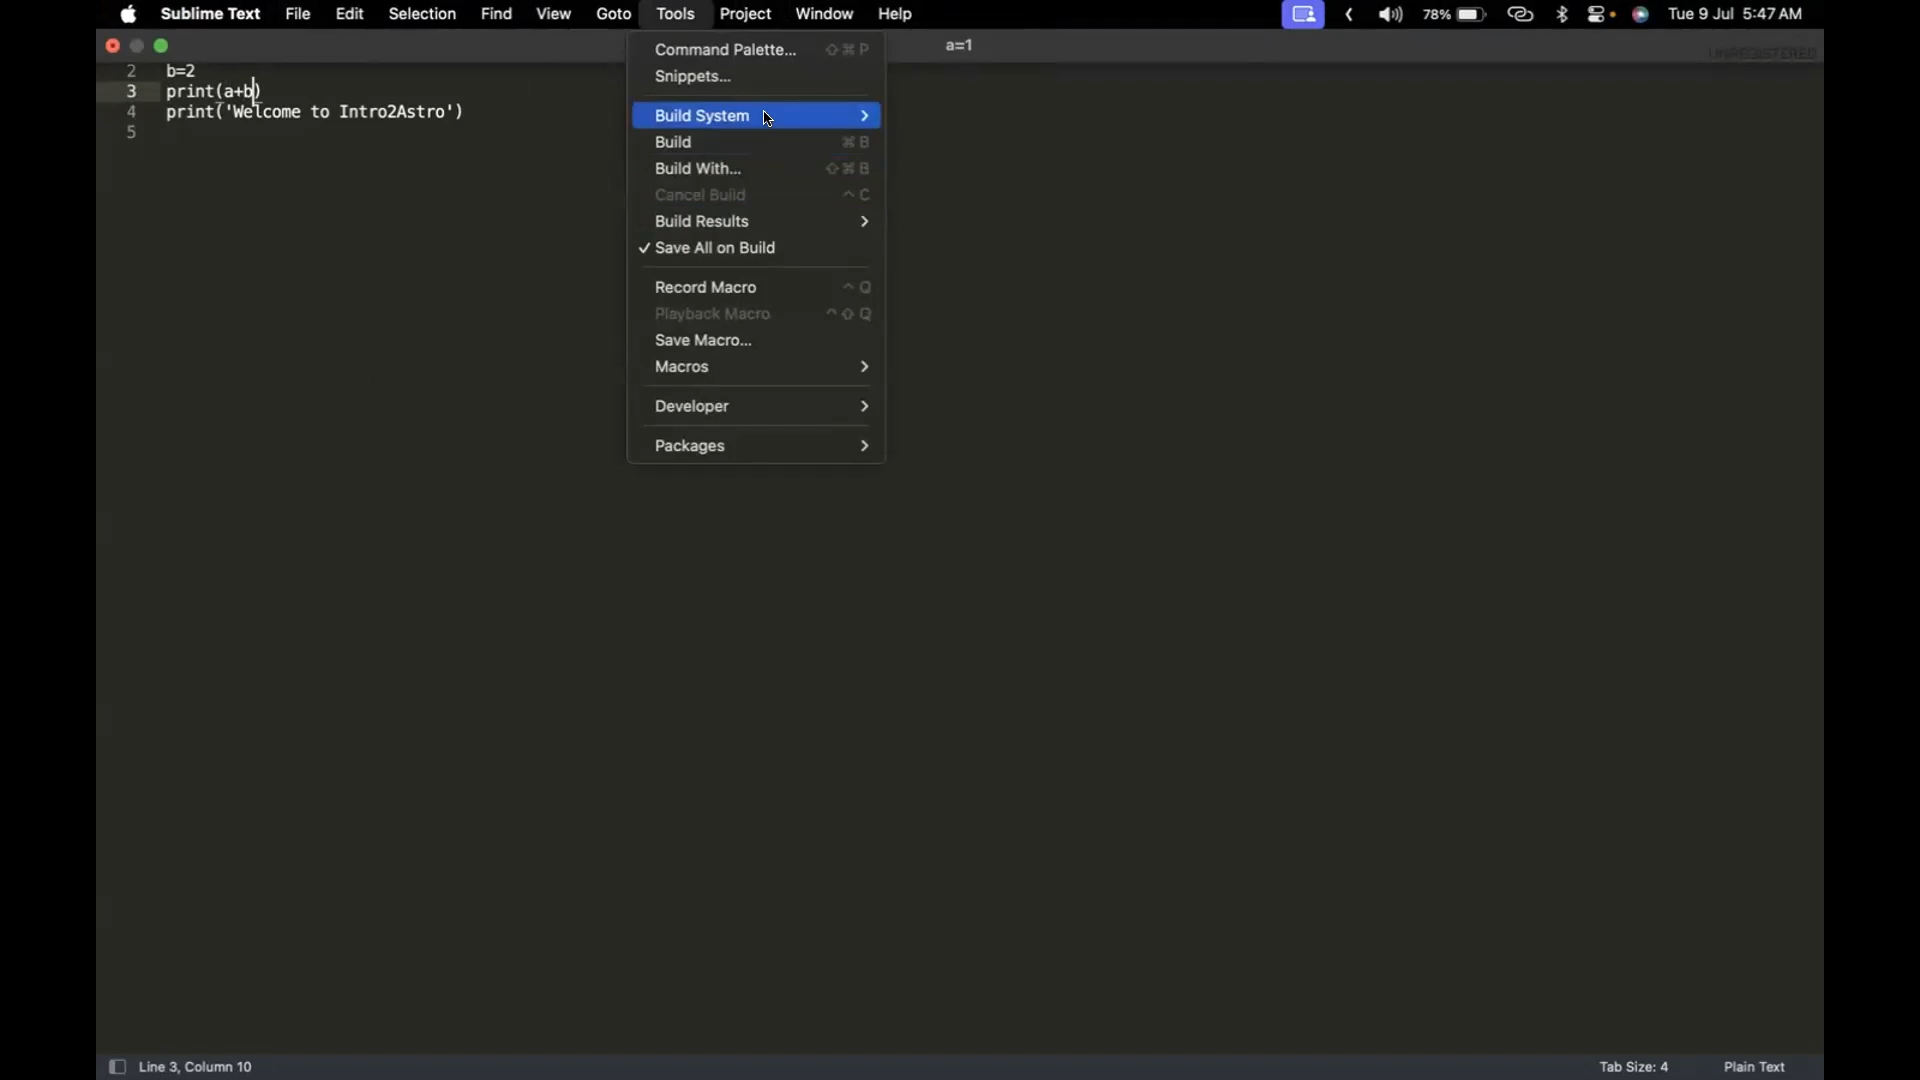 Sublime Text File Edit Selection Find View Goto Tools Project Window Help 78% Tue 9 Jul 5:47 AM
a=1
UNREGISTERED
2 b=2
3 print(a+b)
4 print('Welcome to Intro2Astro')
5
Command Palette... ⇧⌘P
Snippets...
Build System >
Build ⌘B
Build With... ⇧⌘B
Cancel Build ^C
Build Results >
✓ Save All on Build
Record Macro ^Q
Playback Macro ^⇧Q
Save Macro...
Macros >
Developer >
Packages >
Line 3, Column 10 Tab Size: 4 Plain Text